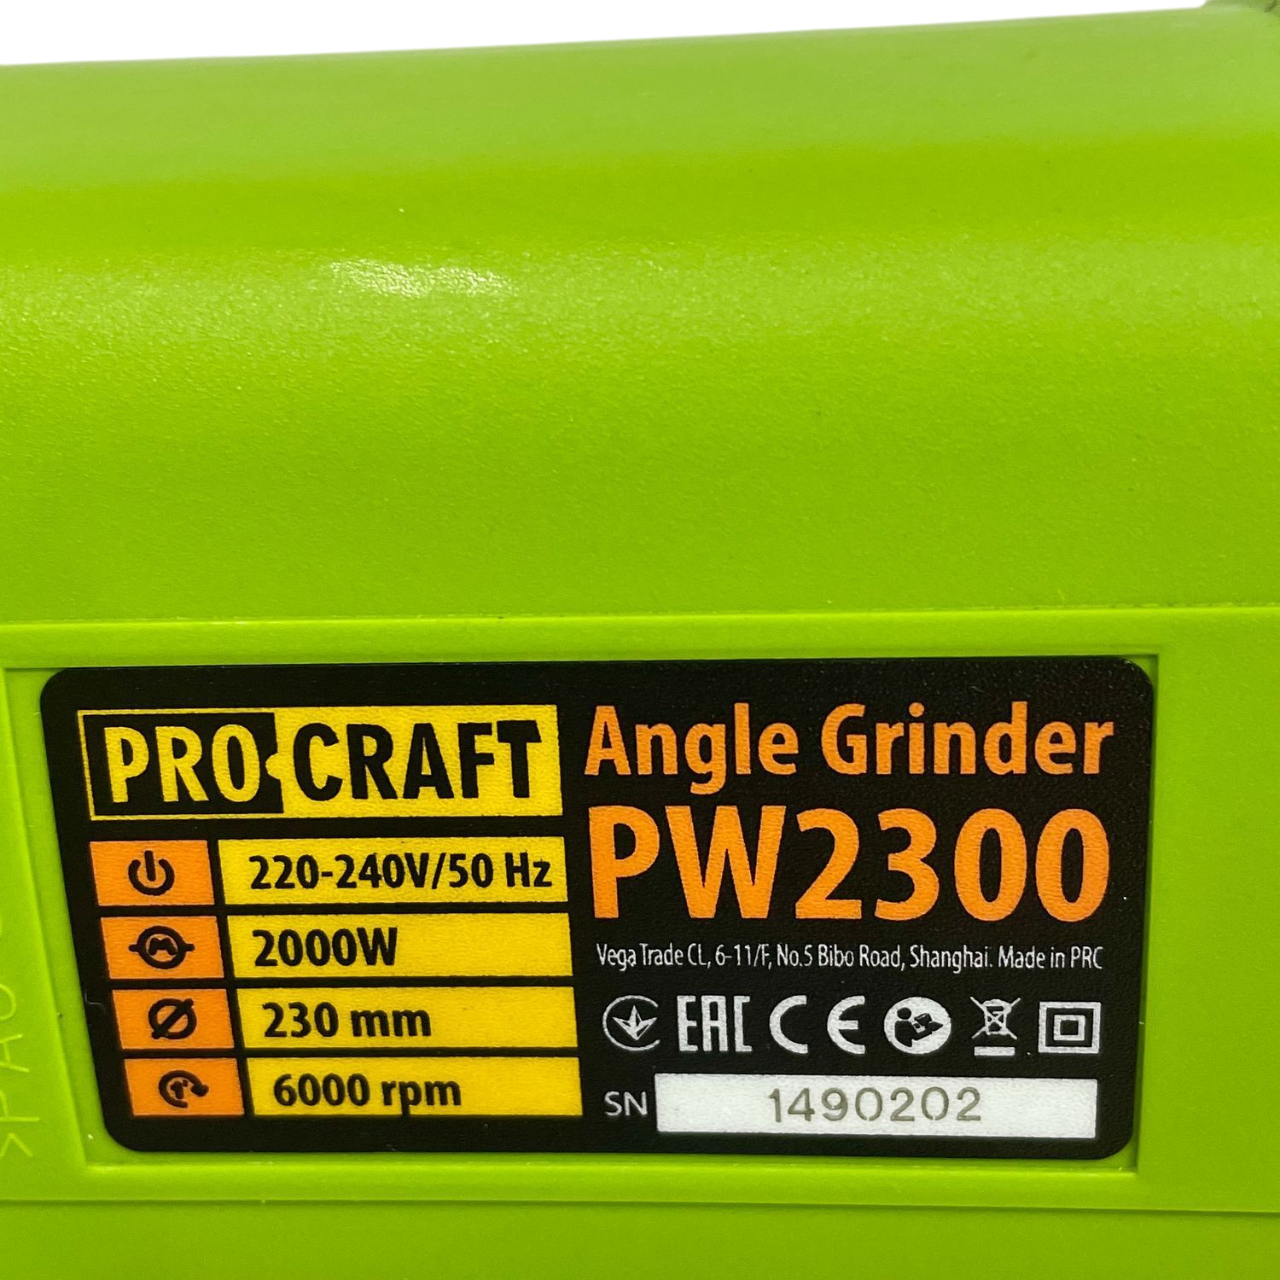 PRO CRAFT
220-240V/50 Hz
2000W
230 mm
6000 rpm
Angle Grinder
PW2300
Vega Trade CL, 6-11/F, No.5 Bibo Road, Shanghai. Made in PRC
EAC CE
SN 1490202